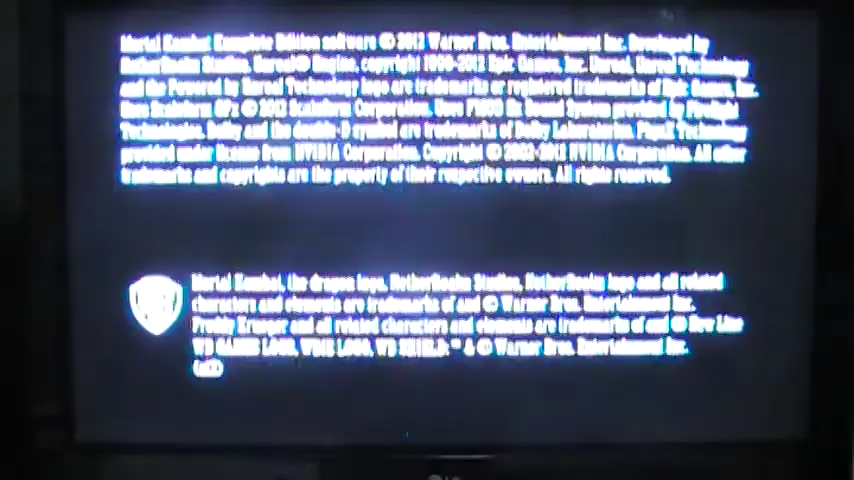 Mortal Kombat Komplete Edition software © 2012 Warner Bros. Entertainment Inc. Developed by
NetherRealm Studios. Unreal® Engine, copyright 1998-2012 Epic Games, Inc. Unreal, Unreal Technology
and the Powered by Unreal Technology logo are trademarks or registered trademarks of Epic Games, Inc.
© 2012 Scaleform Corporation. Uses Sound System provided by Firelight
Technologies. Dolby and the double-D symbol are trademarks of Dolby Laboratories. PhysX Technology
provided under license from NVIDIA Corporation. Copyright © 2002-2012 NVIDIA Corporation. All other
trademarks and copyrights are the property of their respective owners. All rights reserved.
Mortal Kombat, the dragon logo, NetherRealm Studios, NetherRealm logo and all related
characters and elements are trademarks of and © Warner Bros. Entertainment Inc.
Freddy Krueger and all related characters and elements are trademarks of and © New Line
WB GAMES LOGO, WBIE LOGO, WB SHIELD: ™ & © Warner Bros. Entertainment Inc.
(s12)
LG